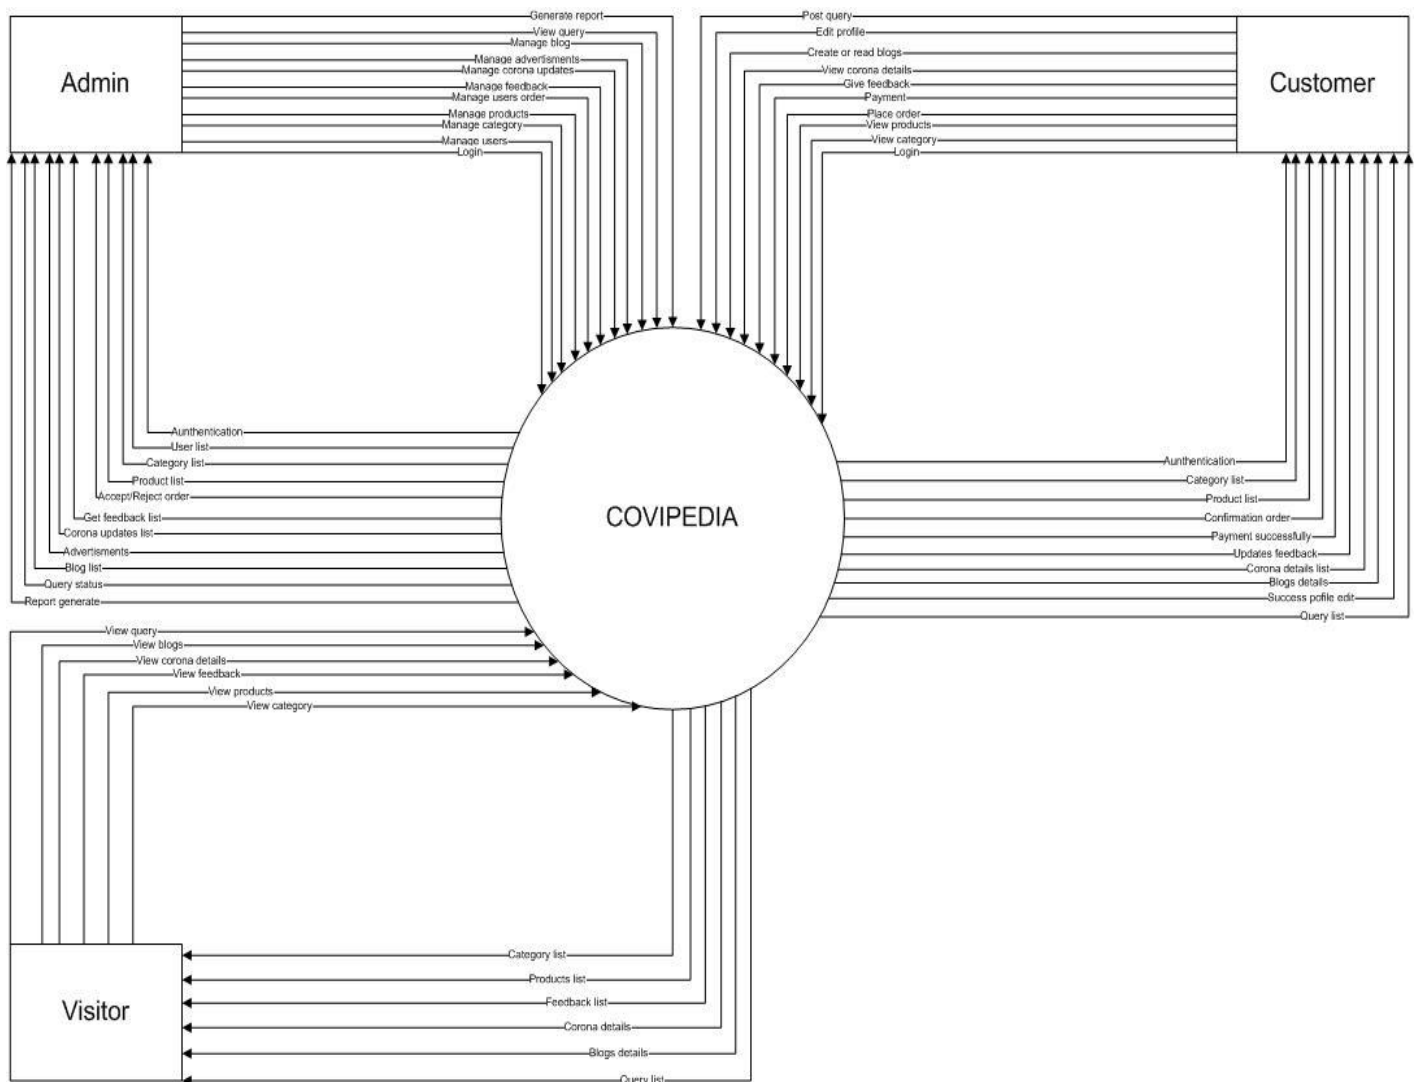 Generate report
View query
Manage blog
Manage advertisments
Manage corona updates
Manage feedback
Manage users order
Manage products
Manage category
Manage users
Login
Admin
Post query
Edit profile
Create or read blogs
View corona details
Give feedback
Payment
Place order
View products
View category
Login
Customer
Aunthentication
User list
Category list
Product list
Accept/Reject order
Get feedback list
Corona updates list
Advertisments
Blog list
Query status
Report generate
COVIPEDIA
Aunthentication
Category list
Product list
Confirmation order
Payment successfully
Updates feedback
Corona details list
Blogs details
Success pofile edit
Query list
View query
View blogs
View corona details
View feedback
View products
View category
Visitor
Category list
Products list
Feedback list
Corona details
Blogs details
Query list